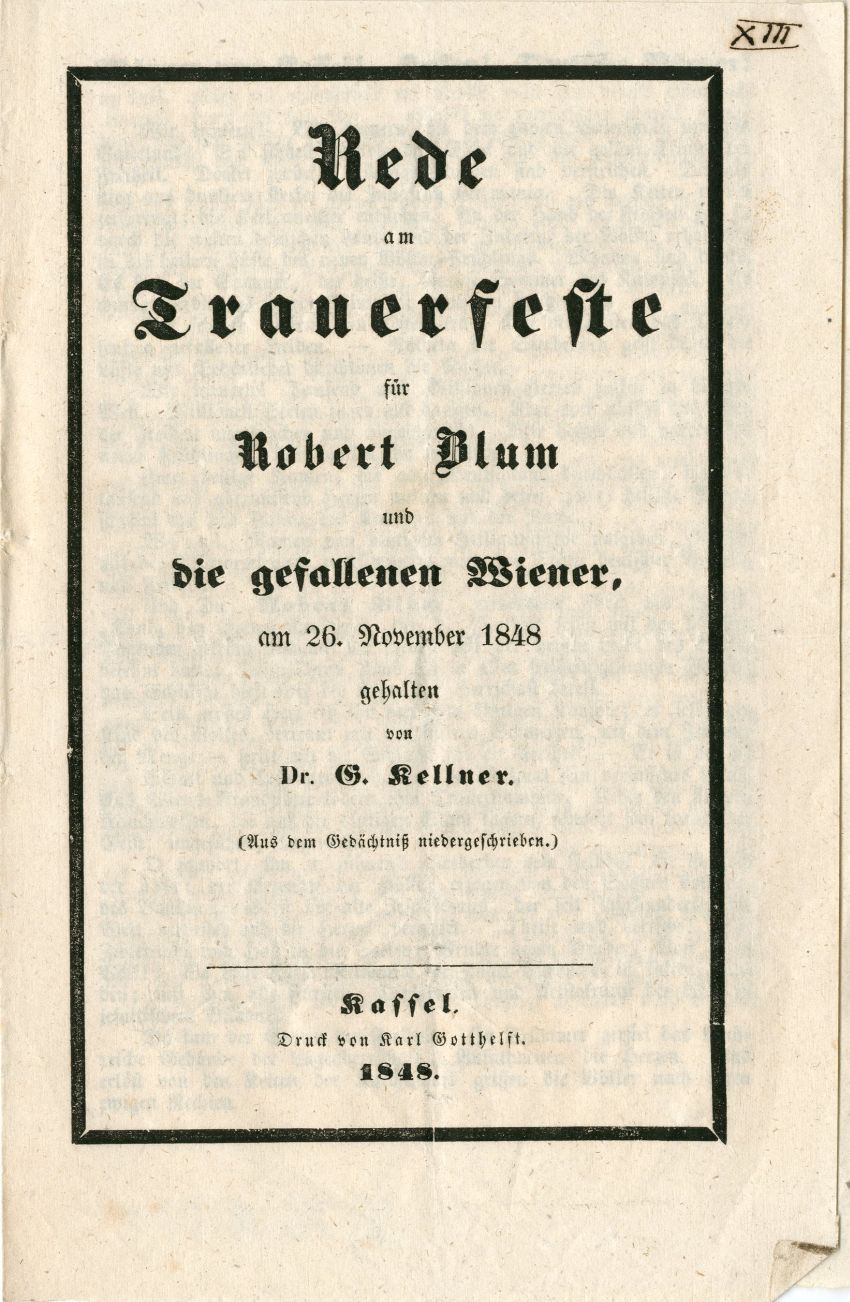 XIII
Rede
am
Trauerfeste
für
Robert Blum
und
die gefallenen Wiener,
am 26. November 1848
gehalten
von
Dr. G. Kellner.
(Aus dem Gedächtniß niedergeschrieben.)
Kassel.
Druck von Karl Gotthelft.
1848.